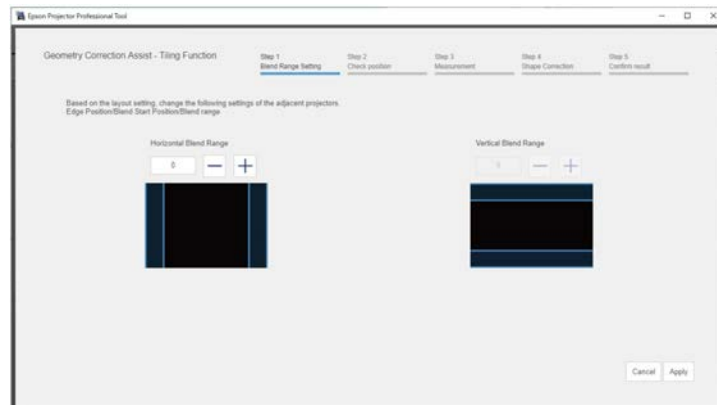 Epson Projector Professional Tool
Geometry Correction Assist - Tiling Function
Step 1
Blend Range Setting
Step 2
Check position
Step 3
Measurement
Step 4
Shape Correction
Step 5
Confirm result
Based on the layout setting, change the following settings of the adjacent projectors.
Edge Position/Blend Start Position/Blend range
Horizontal Blend Range
0
Vertical Blend Range
Cancel Apply